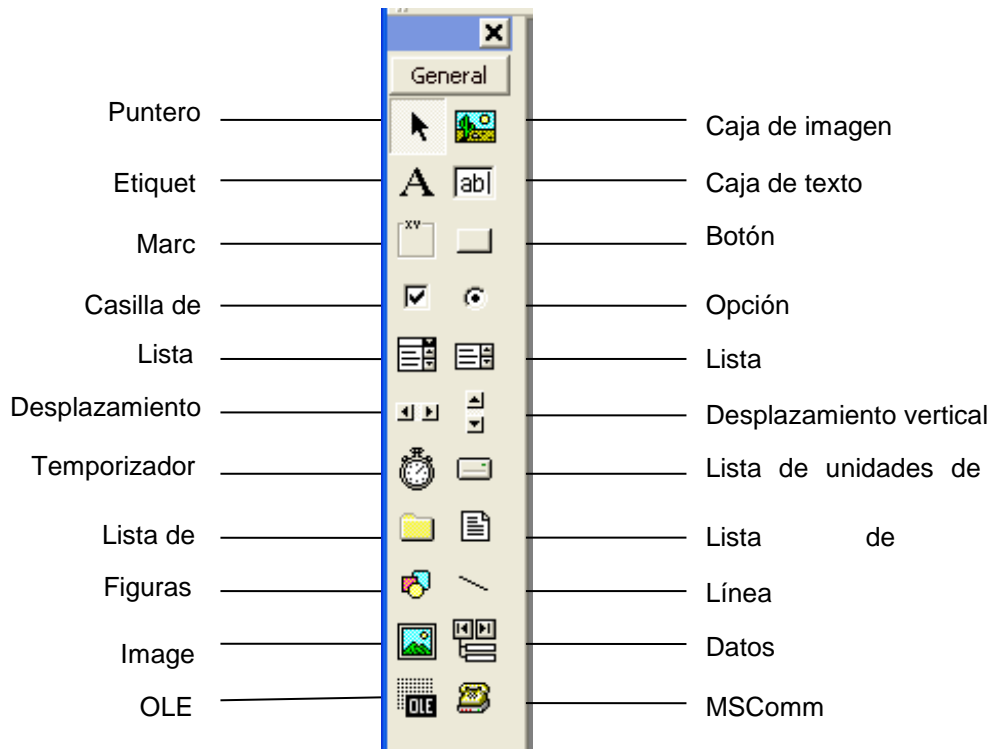 General
Puntero
Caja de imagen
Etiquet
ab
Caja de texto
xy
Marc
Botón
Casilla de
Opción
Lista
Lista
Desplazamiento
Desplazamiento vertical
Temporizador
Lista de unidades de
Lista de
Lista de
Figuras
Línea
Image
Datos
OLE
OLE
MSComm